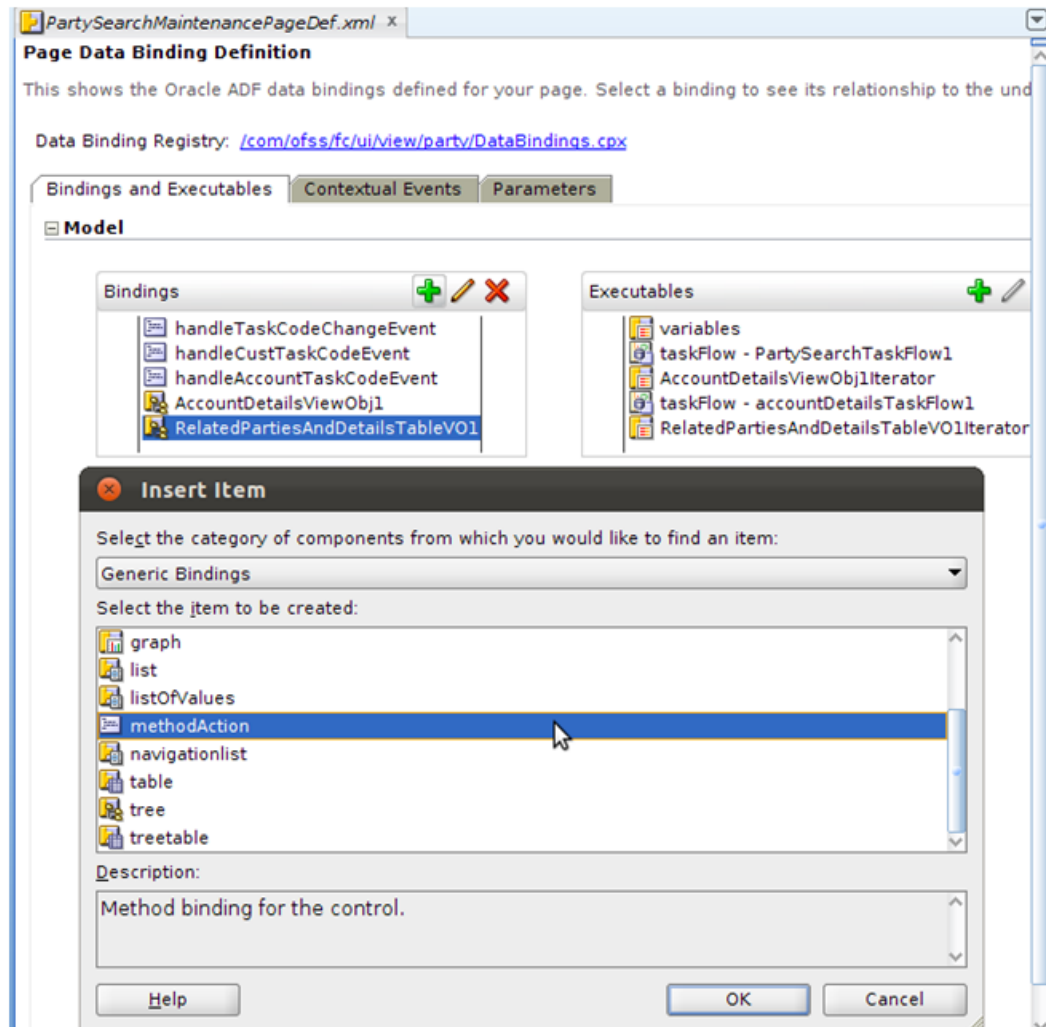 PartySearchMaintenancePageDef.xml x
Page Data Binding Definition
This shows the Oracle ADF data bindings defined for your page. Select a binding to see its relationship to the und
Data Binding Registry: /com/ofss/fc/ui/view/party/DataBindings.cpx
Bindings and Executables Contextual Events Parameters
Model
Bindings Executables
handleTaskCodeChangeEvent variables
handleCustTaskCodeEvent taskFlow - PartySearchTaskFlow1
handleAccountTaskCodeEvent AccountDetailsViewObj1Iterator
AccountDetailsViewObj1 taskFlow - accountDetailsTaskFlow1
RelatedPartiesAndDetailsTableVO1 RelatedPartiesAndDetailsTableVO1Iterator
Insert Item
Select the category of components from which you would like to find an item:
Generic Bindings
Select the item to be created:
graph
list
listOfValues
methodAction
navigationlist
table
tree
treetable
Description:
Method binding for the control.
Help OK Cancel